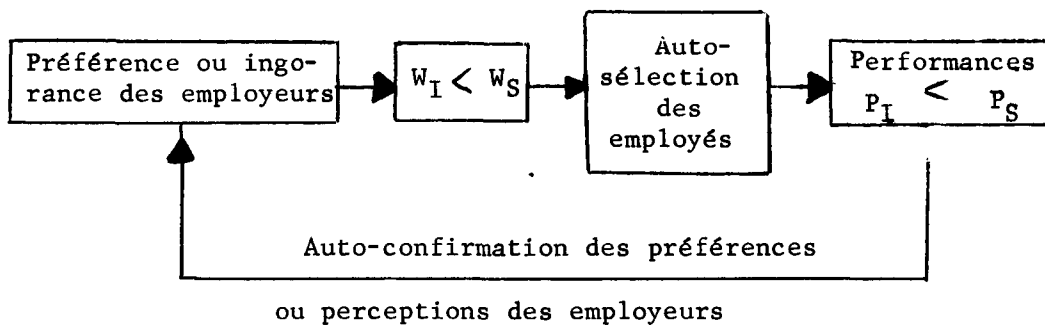 Préférence ou ingo-
rance des employeurs
W_I < W_S
Auto-
sélection
des
employés
Performances
P_I < P_S
Auto-confirmation des préférences
ou perceptions des employeurs